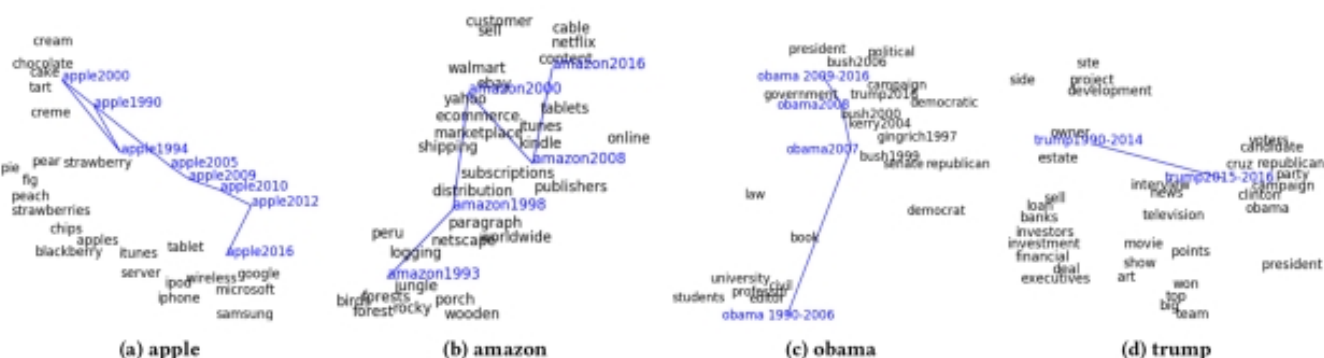 cream
chocolate
cake
apple2000
tart
apple1990
creme
apple1994
pear strawberry
apple2005
pie
apple2009
fig
apple2010
peach
apple2012
strawberries
chips
apples
blackberry
itunes
tablet
apple2016
server
ipod
wireless
google
iphone
microsoft
samsung
(a) apple
customer
sell
cable
netflix
content
amazon2016
walmart
ebay
amazon2000
yahoo
tablets
ecommerce
itunes
marketplace
kindle
online
shipping
amazon2008
subscriptions
distribution
publishers
amazon1998
paragraph
peru
netscape
worldwide
logging
amazon1993
jungle
birds
forests
porch
forest
rocky
wooden
(b) amazon
president
political
bush2006
obama 2009-2016
campaign
government
trump2016
obama2008
democratic
bush2000
kerry2004
gingrich1997
obama2007
bush1999
senate
republican
law
democrat
book
university
civil
professor
students
editor
obama 1990-2006
(c) obama
site
side
project
development
owner
trump1990-2014
voters
candidate
estate
cruz
republican
trump2015-2016
party
interview
campaign
news
clinton
sell
loan
obama
banks
television
investors
investment
movie
points
financial
show
president
deal
art
executives
won
top
big
team
(d) trump